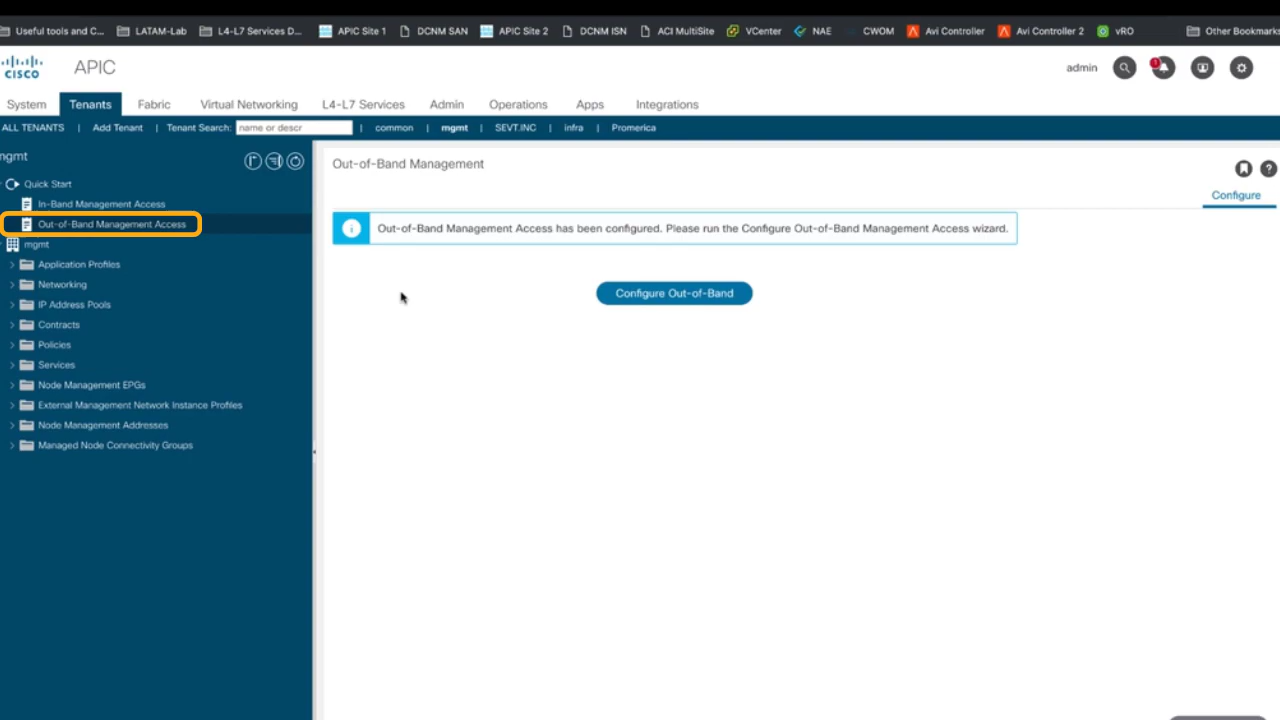 Useful tools and C... LATAM-Lab L4-L7 Services D... APIC Site 1 DCNM SAN APIC Site 2 DCNM ISN ACI MultiSite VCenter NAE CWOM Avi Controller Avi Controller 2 vRO Other Bookmarks
CISCO APIC admin 1
System Tenants Fabric Virtual Networking L4-L7 Services Admin Operations Apps Integrations
ALL TENANTS | Add Tenant | Tenant Search: name or descr | common | mgmt | SEVT.INC | infra | Promerica
mgmt
Out-of-Band Management
Configure
Quick Start
In-Band Management Access
Out-of-Band Management Access
Out-of-Band Management Access has been configured. Please run the Configure Out-of-Band Management Access wizard.
Configure Out-of-Band
mgmt
Application Profiles
Networking
IP Address Pools
Contracts
Policies
Services
Node Management EPGs
External Management Network Instance Profiles
Node Management Addresses
Managed Node Connectivity Groups